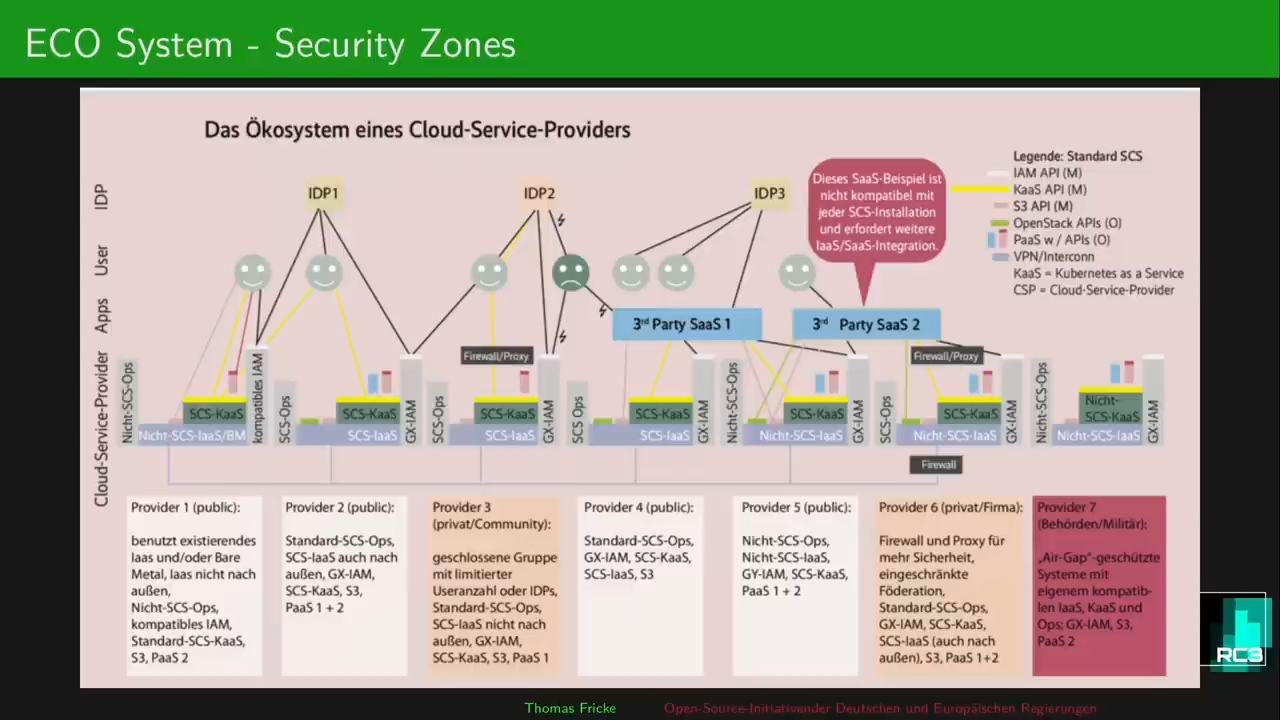 ECO System - Security Zones
Das Ökosystem eines Cloud-Service-Providers
Legende: Standard SCS
IAM API (M)
KaaS API (M)
S3 API (M)
OpenStack APIs (O)
PaaS w / APIs (O)
VPN/Interconn
KaaS = Kubernetes as a Service
CSP = Cloud-Service-Provider
Dieses SaaS-Beispiel ist
nicht kompatibel mit
jeder SCS-Installation
und erfordert weitere
IaaS/SaaS-Integration.
IDP
IDP1
IDP2
IDP3
User
Apps
3rd Party SaaS 1
3rd Party SaaS 2
Cloud-Service-Provider
Firewall/Proxy
Firewall/Proxy
Nicht-SCS-Ops
SCS-KaaS
Nicht-SCS-IaaS/BM
kompatibles IAM
SCS-Ops
SCS-KaaS
SCS-IaaS
GX-IAM
SCS-Ops
SCS-KaaS
SCS-IaaS
GX-IAM
SCS Ops
SCS-KaaS
SCS-IaaS
GX-IAM
Nicht-SCS-Ops
SCS-KaaS
Nicht-SCS-IaaS
GX-IAM
SCS-Ops
SCS-KaaS
Nicht-SCS-IaaS
GX-IAM
Nicht-SCS-Ops
Nicht-
SCS-KaaS
Nicht-SCS-IaaS
GX-IAM
Firewall
Provider 1 (public):
benutzt existierendes
Iaas und/oder Bare
Metal, Iaas nicht nach
außen,
Nicht-SCS-Ops,
kompatibles IAM,
Standard-SCS-KaaS,
S3, PaaS 2
Provider 2 (public):
Standard-SCS-Ops,
SCS-IaaS auch nach
außen, GX-IAM,
SCS-KaaS, S3,
PaaS 1 + 2
Provider 3
(privat/Community):
geschlossene Gruppe
mit limitierter
Useranzahl oder IDPs,
Standard-SCS-Ops,
SCS-IaaS nicht nach
außen, GX-IAM,
SCS-KaaS, S3, PaaS 1
Provider 4 (public):
Standard-SCS-Ops,
GX-IAM, SCS-KaaS,
SCS-IaaS, S3
Provider 5 (public):
Nicht-SCS-Ops,
Nicht-SCS-IaaS,
GY-IAM, SCS-KaaS,
PaaS 1 + 2
Provider 6 (privat/Firma):
Firewall und Proxy für
mehr Sicherheit,
eingeschränkte
Föderation,
Standard-SCS-Ops,
GX-IAM, SCS-KaaS,
SCS-IaaS (auch nach
außen), S3, PaaS 1+2
Provider 7
(Behörden/Militär):
„Air-Gap“-geschützte
Systeme mit
eigenem kompatib-
len IaaS, KaaS und
Ops; GX-IAM, S3,
PaaS 2
RC3
Thomas Fricke Open-Source-Initiativender Deutschen und Europäischen Regierungen